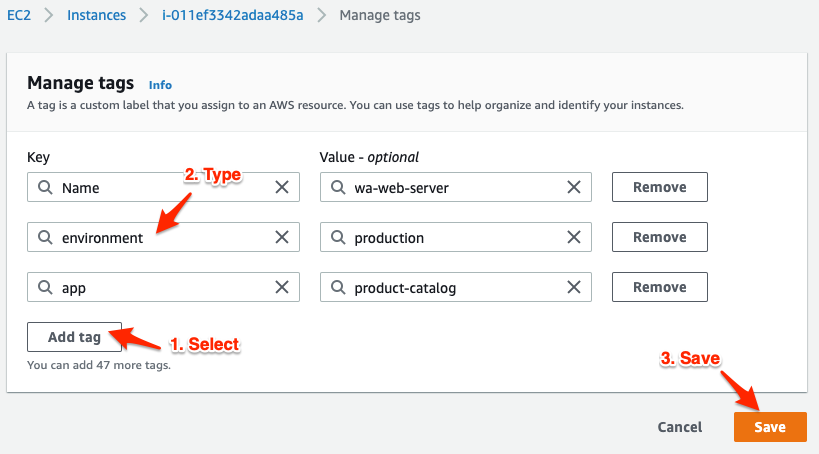 EC2 > Instances > i-011ef3342adaa485a > Manage tags
Manage tags Info
A tag is a custom label that you assign to an AWS resource. You can use tags to help organize and identify your instances.
Key Value - optional
2. Type
Name wa-web-server Remove
environment production Remove
app product-catalog Remove
Add tag
1. Select
You can add 47 more tags.
3. Save
Cancel Save